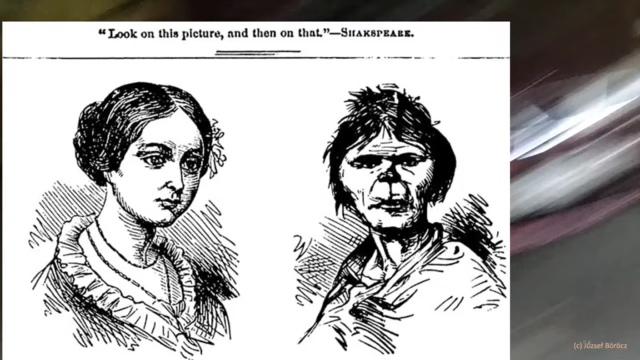 “Look on this picture, and then on that.”—SHAKSPEARE.
(c) József Böröcz